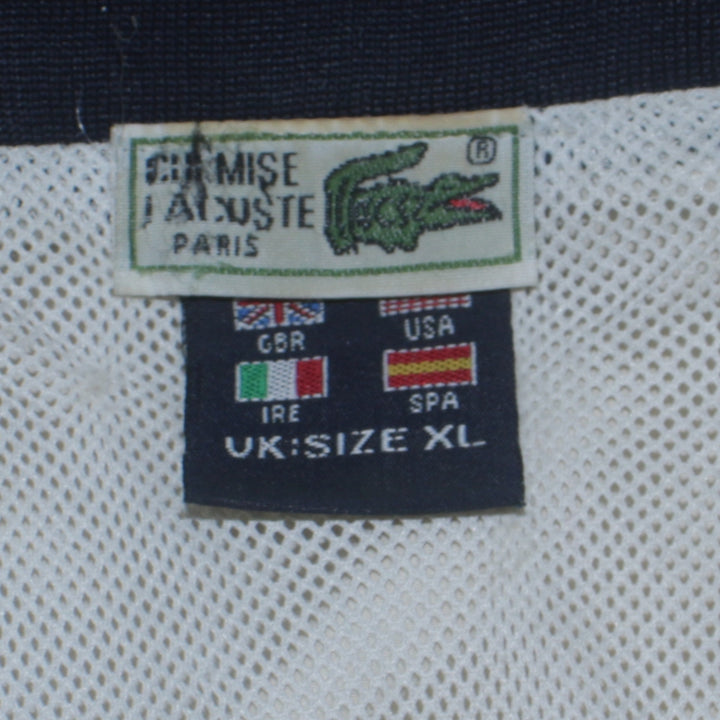 CHEMISE
LACOSTE
PARIS
®
GBR
USA
IRE
SPA
UK:SIZE XL